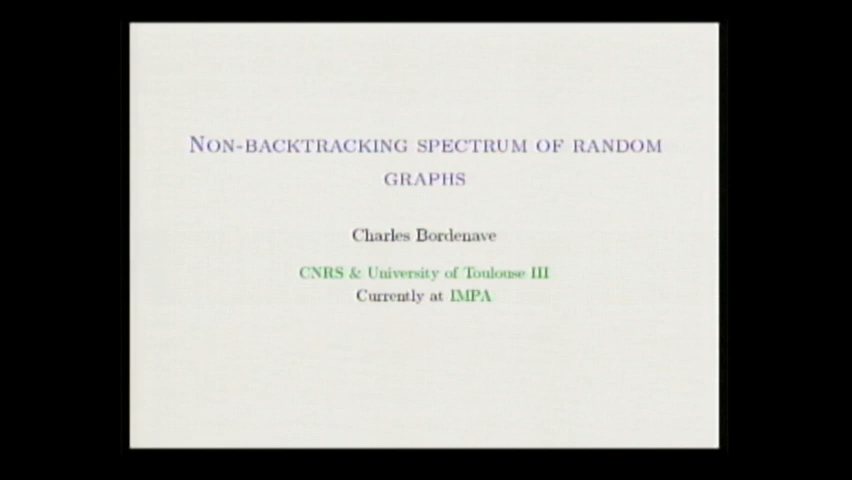 Non-backtracking spectrum of random
graphs
Charles Bordenave
CNRS & University of Toulouse III
Currently at IMPA